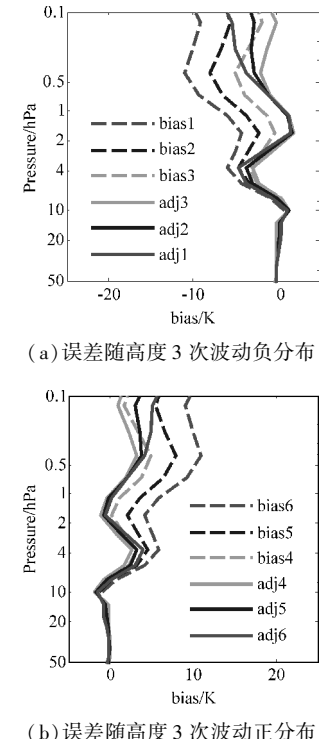 0.1
0.5
1
2
4
10
20
50
Pressure/hPa
bias1
bias2
bias3
adj3
adj2
adj1
-20
-10
0
bias/K
(a)误差随高度3次波动负分布
0.1
0.5
1
2
4
10
20
50
Pressure/hPa
bias6
bias5
bias4
adj4
adj5
adj6
0
10
20
bias/K
(b)误差随高度3次波动正分布